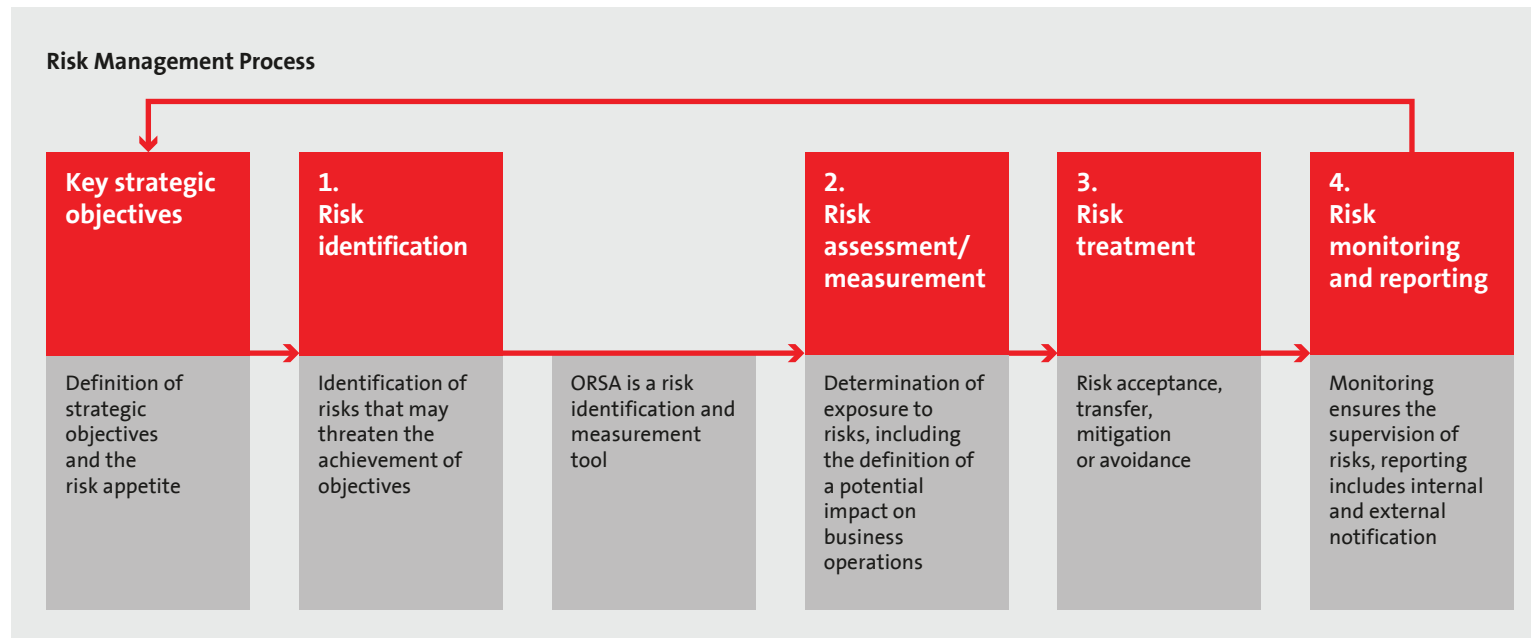 Risk Management Process
Key strategic
objectives
Definition of
strategic
objectives
and the
risk appetite
1.
Risk
identification
Identification of
risks that may
threaten the
achievement of
objectives
ORSA is a risk
identification and
measurement
tool
2.
Risk
assessment/
measurement
Determination of
exposure to
risks, including
the definition of
a potential
impact on
business
operations
3.
Risk
treatment
Risk acceptance,
transfer,
mitigation
or avoidance
4.
Risk
monitoring
and reporting
Monitoring
ensures the
supervision of
risks, reporting
includes internal
and external
notification